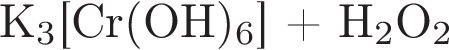 K₃[Cr(OH)₆] + H₂O₂